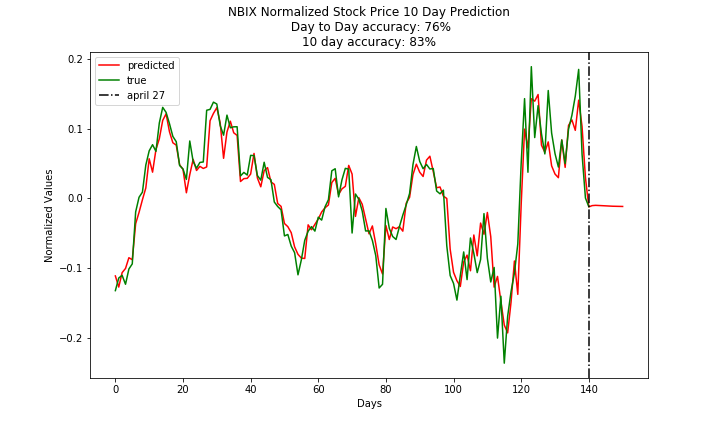 NBIX Normalized Stock Price 10 Day Prediction
Day to Day accuracy: 76%
10 day accuracy: 83%
predicted
true
april 27
0.2
0.1
0.0
−0.1
−0.2
Normalized Values
0 20 40 60 80 100 120 140
Days